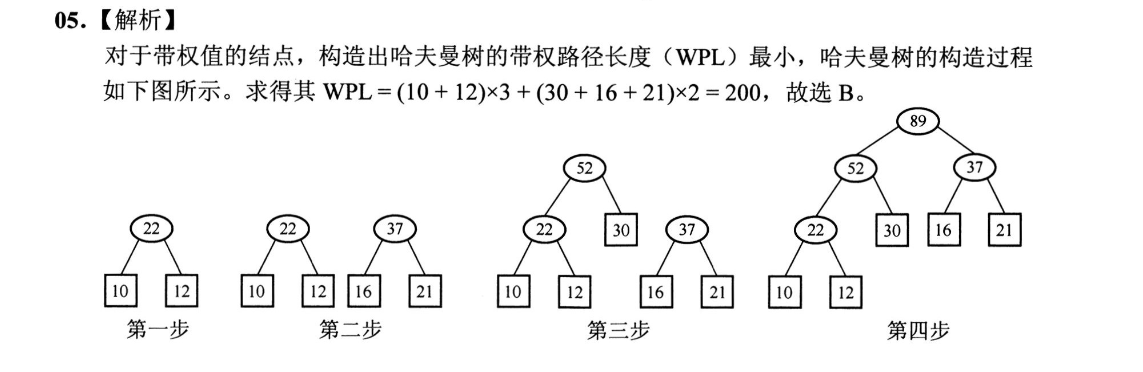 05.【解析】
对于带权值的结点，构造出哈夫曼树的带权路径长度（WPL）最小，哈夫曼树的构造过程
如下图所示。求得其 WPL = (10 + 12)×3 + (30 + 16 + 21)×2 = 200，故选 B。
22
10 12
第一步
22 37
10 12 16 21
第二步
52
22 30 37
10 12 16 21
第三步
89
52 37
22 30 16 21
10 12
第四步